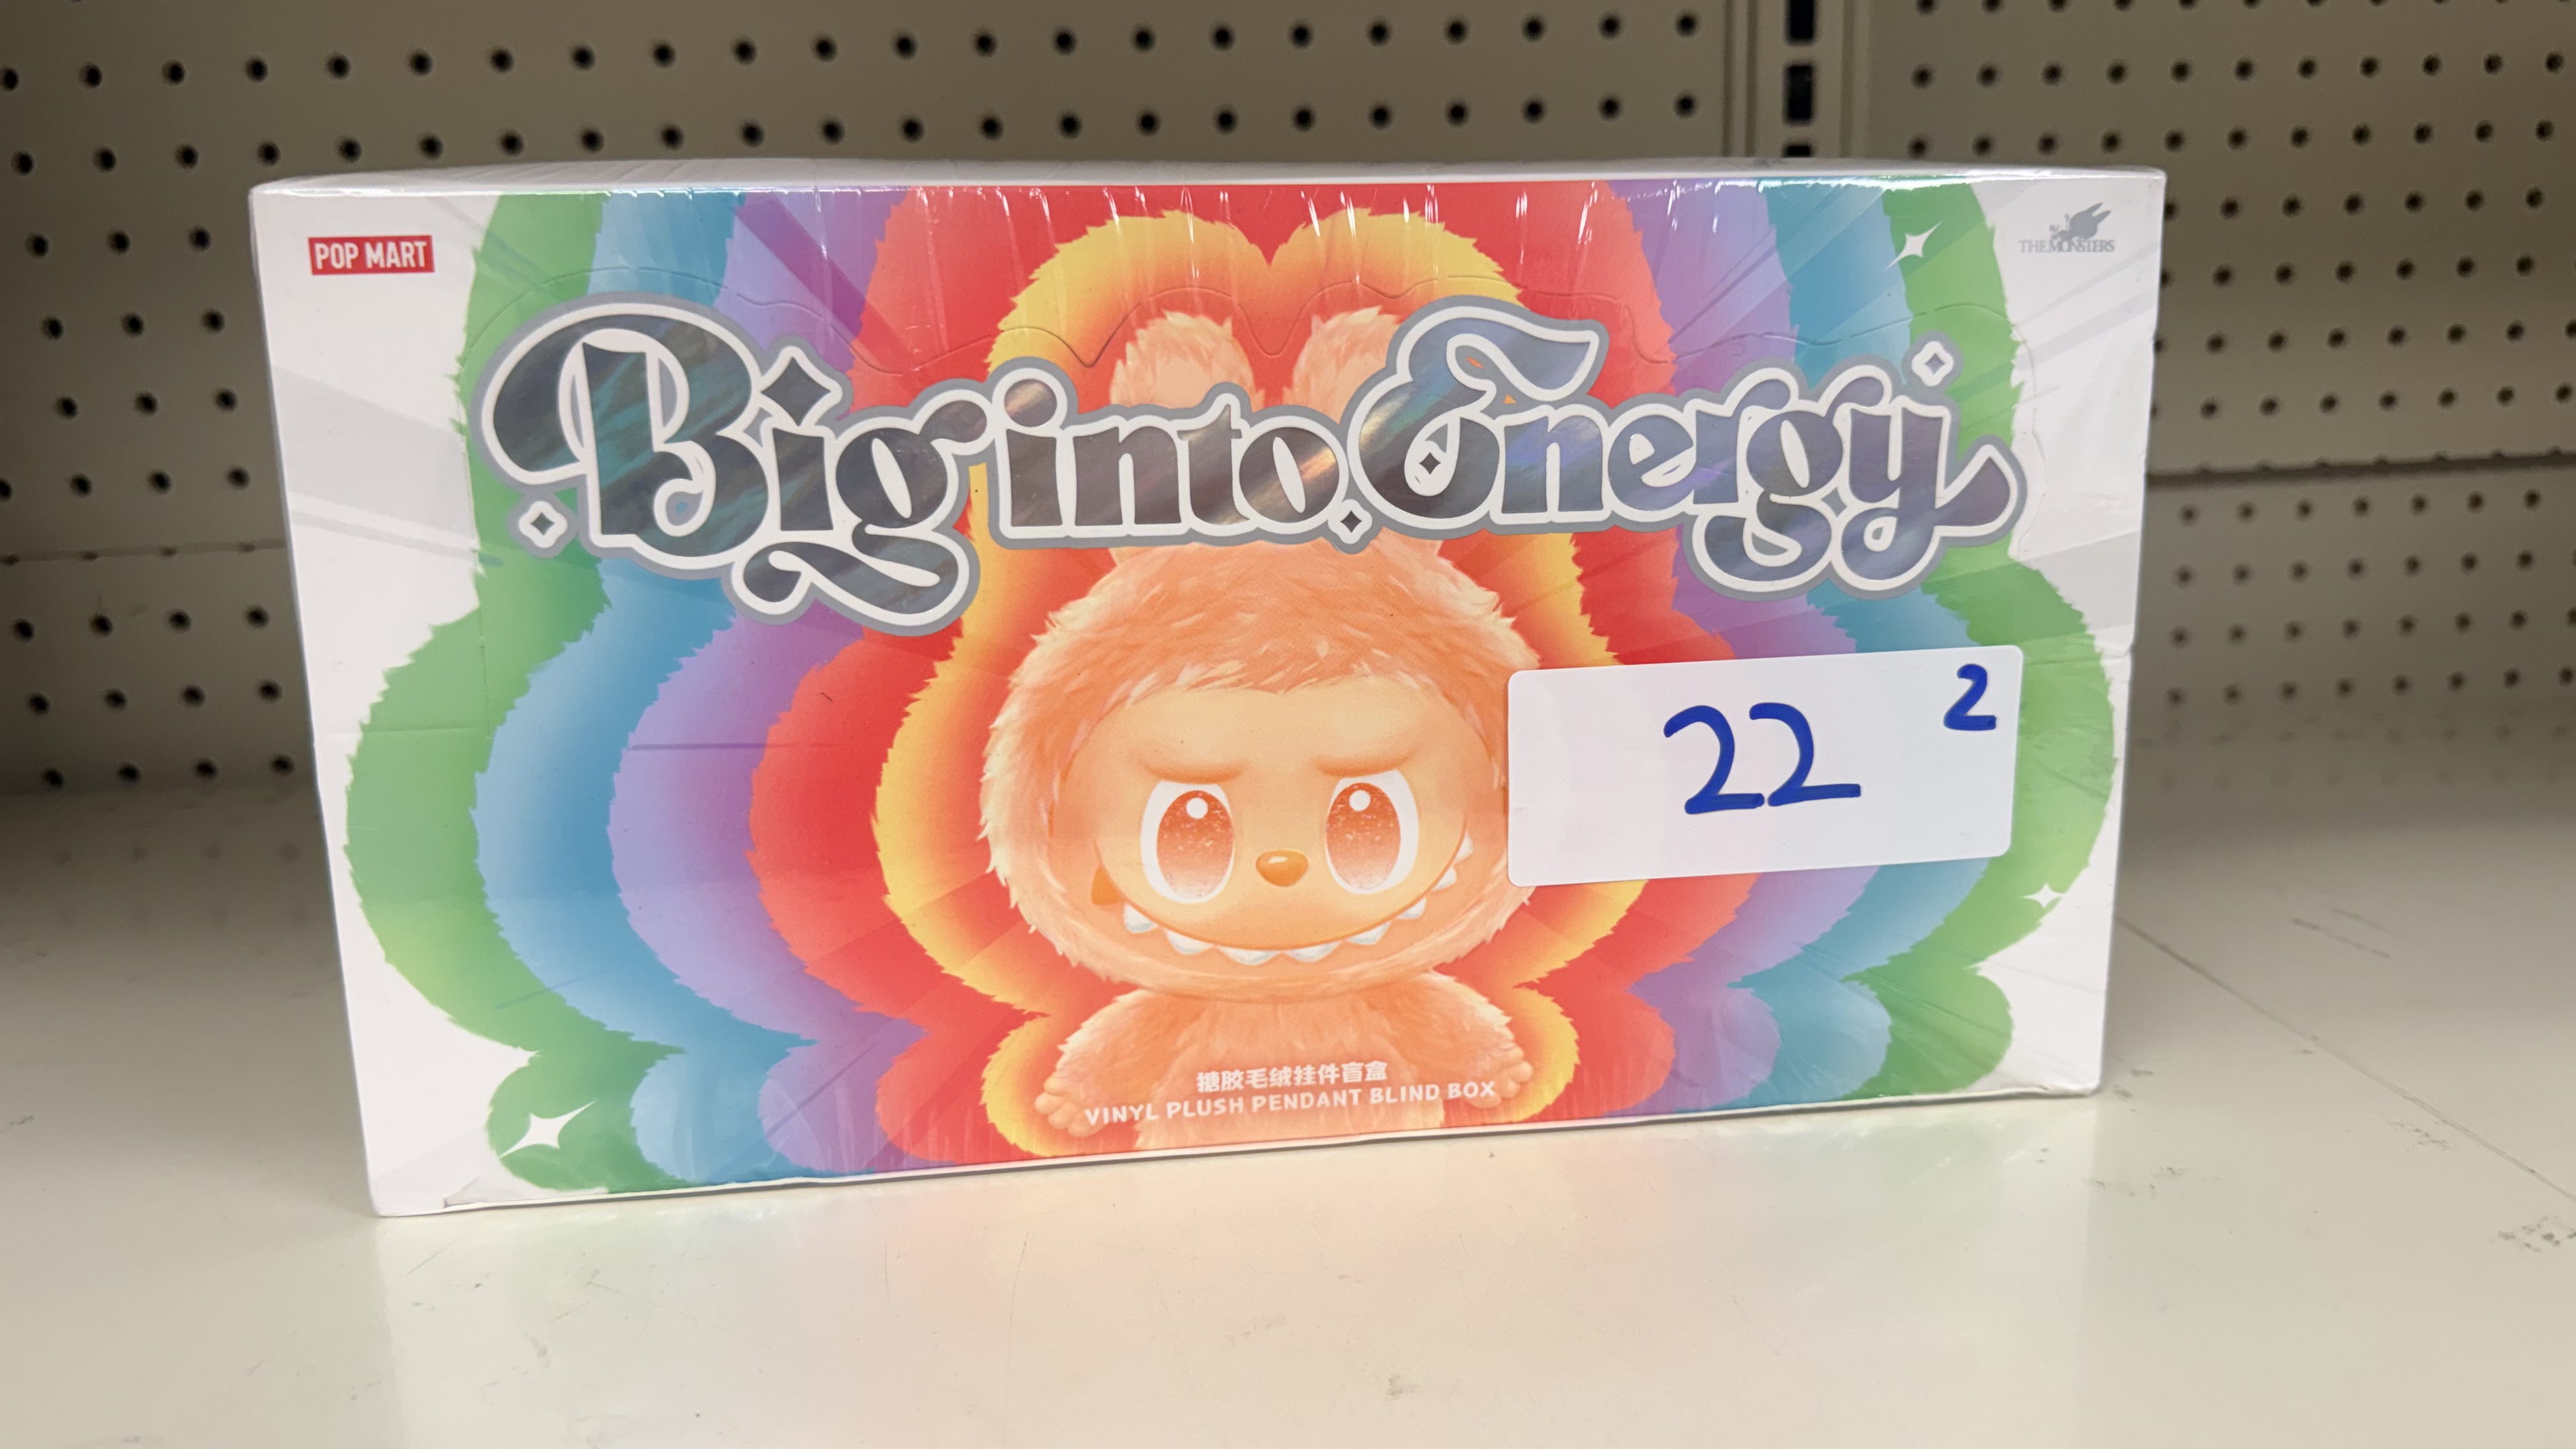 POP MART
THE MONSTERS
Big into Energy
22 2
搪胶毛绒挂件盲盒
VINYL PLUSH PENDANT BLIND BOX